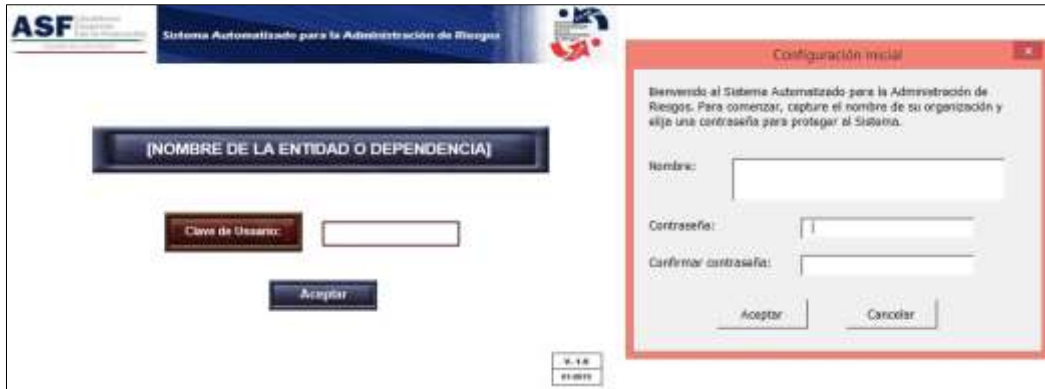 ASF
Sistema Automatizado para la Administración de Riesgos
[NOMBRE DE LA ENTIDAD O DEPENDENCIA]
Clave de Usuario:
Aceptar
V. 1.0
Configuración inicial
x
Bienvenido al Sistema Automatizado para la Administración de
Riesgos. Para comenzar, capture el nombre de su organización y
elija una contraseña para proteger al Sistema.
Nombre:
Contraseña:
Confirmar contraseña:
Aceptar
Cancelar